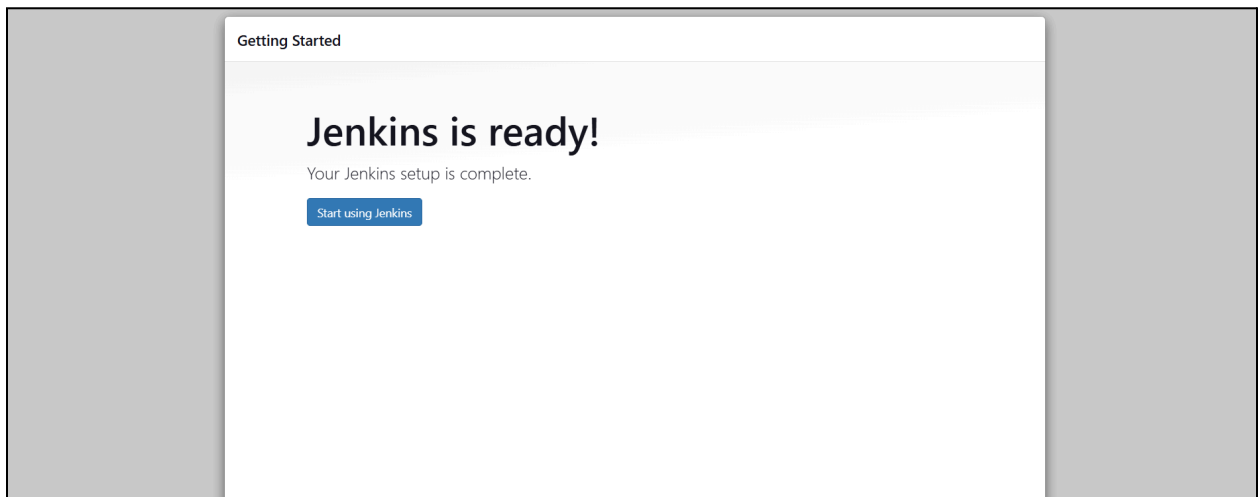 Getting Started
Jenkins is ready!
Your Jenkins setup is complete.
Start using Jenkins